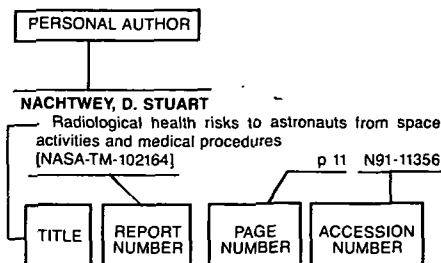 PERSONAL AUTHOR
NACHTWEY, D. STUART
Radiological health risks to astronauts from space
activities and medical procedures
[NASA-TM-102164] p 11 N91-11356
TITLE
REPORT
NUMBER
PAGE
NUMBER
ACCESSION
NUMBER